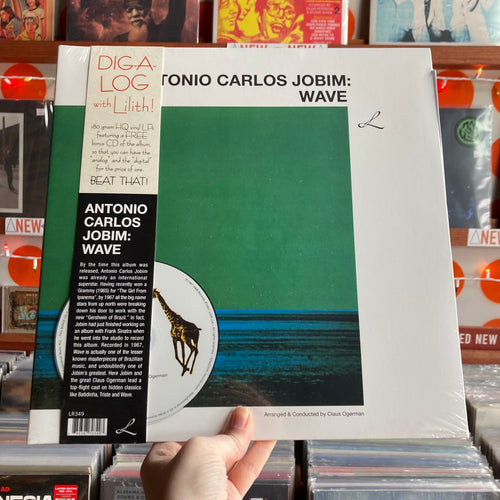 DIG-A-
LOG
with Lilith!
180 gram HQ vinyl LP
featuring a FREE
bonus CD of the album,
so that you can have the
"analog" and the "digital"
for the price of one.
BEAT THAT!
TONIO CARLOS JOBIM:
WAVE
L
ANTONIO
CARLOS
JOBIM:
WAVE
By the time this album was
released, Antonio Carlos Jobim
was already an international
superstar. Having recently won a
Grammy (1965) for "The Girl From
Ipanema", by 1967 all the big name
stars from up north were breaking
down his door to work with the
new "Gershwin of Brazil." In fact,
Jobim had just finished working on
an album with Frank Sinatra when
he went into the studio to record
this album. Recorded in 1967,
Wave is actually one of the lesser
known masterpieces of Brazilian
music, and undoubtedly one of
Jobim's greatest. Here Jobim and
the great Claus Ogerman lead a
top-flight cast on hidden classics
like Batidinha, Triste and Wave.
LR349
L
Arranged & Conducted by Claus Ogerman
NEW
NEW
NEW
NEW